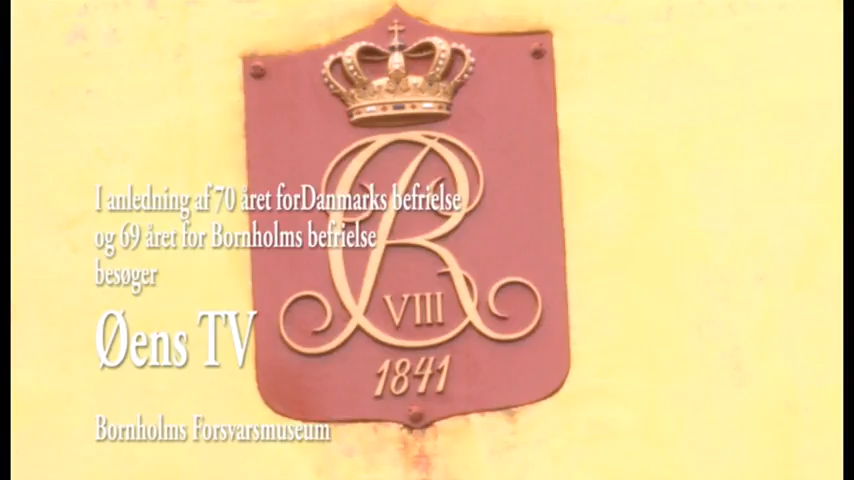 I anledning af 70 året forDanmarks befrielse
og 69 året for Bornholms befrielse
besøger
Øens TV
Bornholms Forsvarsmuseum
CR
VIII
1841